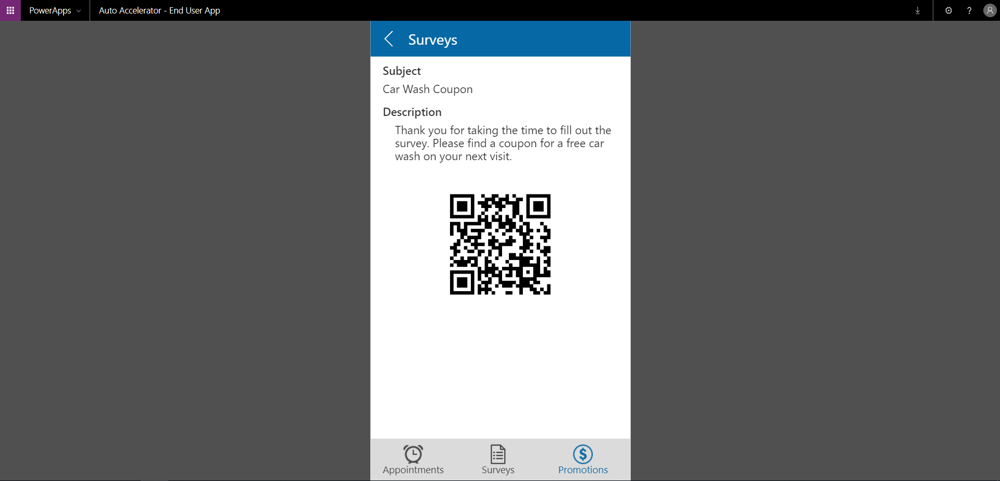 PowerApps
Auto Accelerator - End User App
?
Surveys
Subject
Car Wash Coupon
Description
Thank you for taking the time to fill out the
survey. Please find a coupon for a free car
wash on your next visit.
$
Appointments
Surveys
Promotions